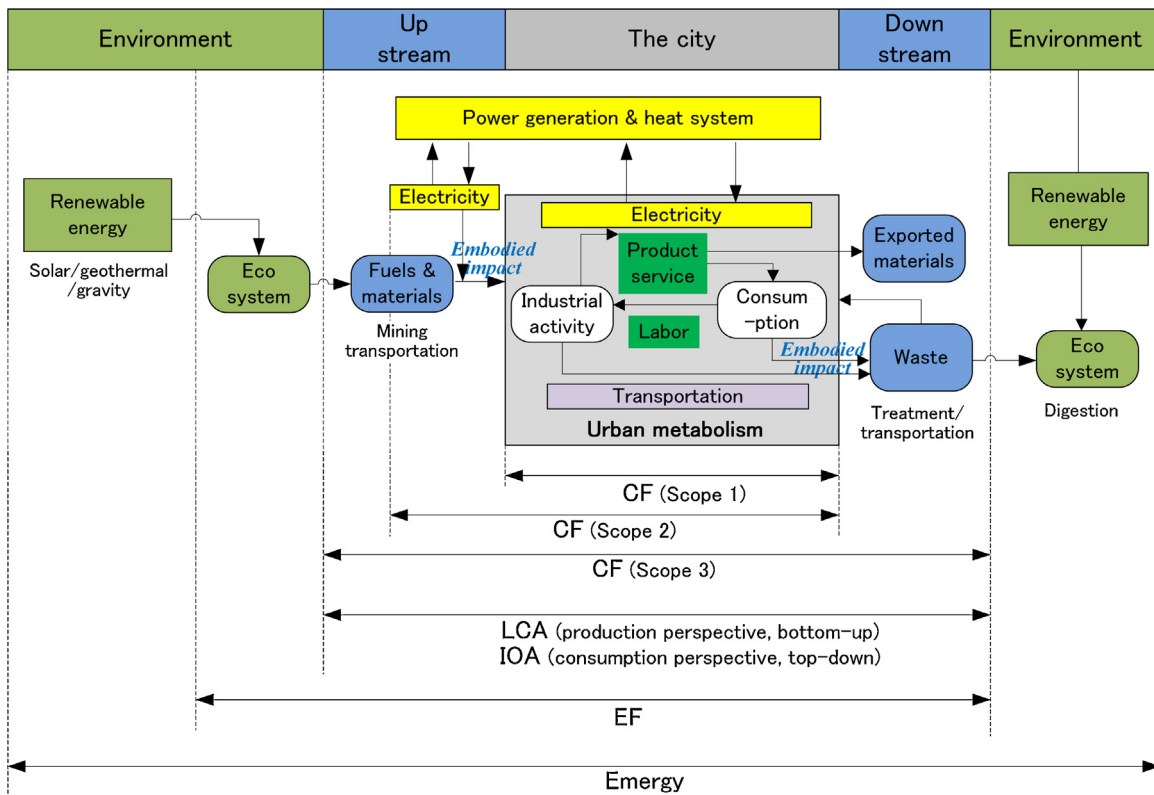 Environment
Up
stream
The city
Down
stream
Environment
Power generation & heat system
Electricity
Renewable
energy
Solar/geothermal
/gravity
Eco
system
Fuels &
materials
Mining
transportation
Embodied
impact
Electricity
Product
service
Industrial
activity
Labor
Consum
-ption
Transportation
Urban metabolism
Exported
materials
Embodied
impact
Waste
Treatment/
transportation
Renewable
energy
Eco
system
Digestion
CF (Scope 1)
CF (Scope 2)
CF (Scope 3)
LCA (production perspective, bottom-up)
IOA (consumption perspective, top-down)
EF
Emergy